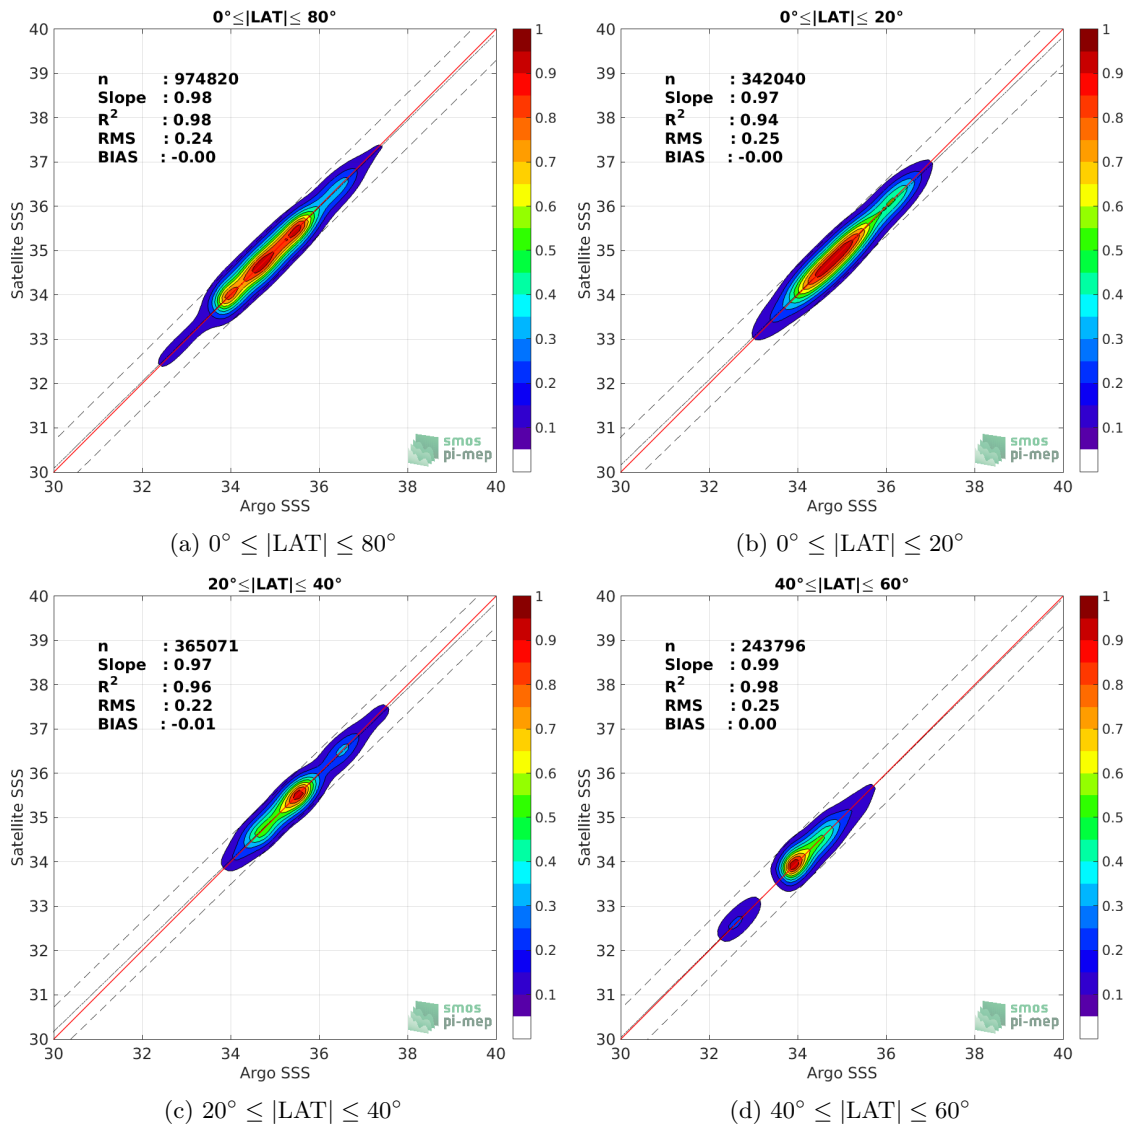 0°≤|LAT|≤ 80°
n : 974820
Slope : 0.98
R2 : 0.98
RMS : 0.24
BIAS : -0.00
40
39
38
37
36
35
34
33
32
31
30
Satellite SSS
30 32 34 36 38 40
Argo SSS
smos
pi-mep
1
0.9
0.8
0.7
0.6
0.5
0.4
0.3
0.2
0.1
(a) 0° ≤ |LAT| ≤ 80°
0°≤|LAT|≤ 20°
n : 342040
Slope : 0.97
R2 : 0.94
RMS : 0.25
BIAS : -0.00
40
39
38
37
36
35
34
33
32
31
30
Satellite SSS
30 32 34 36 38 40
Argo SSS
smos
pi-mep
1
0.9
0.8
0.7
0.6
0.5
0.4
0.3
0.2
0.1
(b) 0° ≤ |LAT| ≤ 20°
20°≤|LAT|≤ 40°
n : 365071
Slope : 0.97
R2 : 0.96
RMS : 0.22
BIAS : -0.01
40
39
38
37
36
35
34
33
32
31
30
Satellite SSS
30 32 34 36 38 40
Argo SSS
smos
pi-mep
1
0.9
0.8
0.7
0.6
0.5
0.4
0.3
0.2
0.1
(c) 20° ≤ |LAT| ≤ 40°
40°≤|LAT|≤ 60°
n : 243796
Slope : 0.99
R2 : 0.98
RMS : 0.25
BIAS : 0.00
40
39
38
37
36
35
34
33
32
31
30
Satellite SSS
30 32 34 36 38 40
Argo SSS
smos
pi-mep
1
0.9
0.8
0.7
0.6
0.5
0.4
0.3
0.2
0.1
(d) 40° ≤ |LAT| ≤ 60°